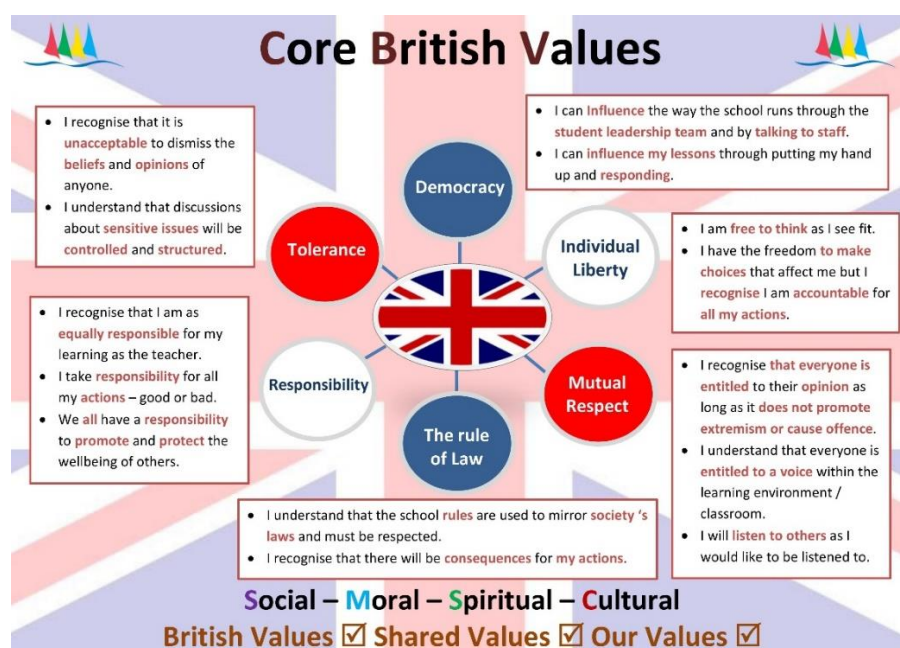 Core British Values
• I recognise that it is
unacceptable to dismiss the
beliefs and opinions of
anyone.
• I understand that discussions
about sensitive issues will be
controlled and structured.
• I can Influence the way the school runs through the
student leadership team and by talking to staff.
• I can influence my lessons through putting my hand
up and responding.
Democracy
Tolerance
Individual
Liberty
• I am free to think as I see fit.
• I have the freedom to make
choices that affect me but I
recognise I am accountable for
all my actions.
• I recognise that I am as
equally responsible for my
learning as the teacher.
• I take responsibility for all
my actions – good or bad.
• We all have a responsibility
to promote and protect the
wellbeing of others.
Responsibility
Mutual
Respect
The rule
of Law
• I recognise that everyone is
entitled to their opinion as
long as it does not promote
extremism or cause offence.
• I understand that everyone is
entitled to a voice within the
learning environment /
classroom.
• I will listen to others as I
would like to be listened to.
• I understand that the school rules are used to mirror society 's
laws and must be respected.
• I recognise that there will be consequences for my actions.
Social – Moral – Spiritual – Cultural
British Values ☑ Shared Values ☑ Our Values ☑